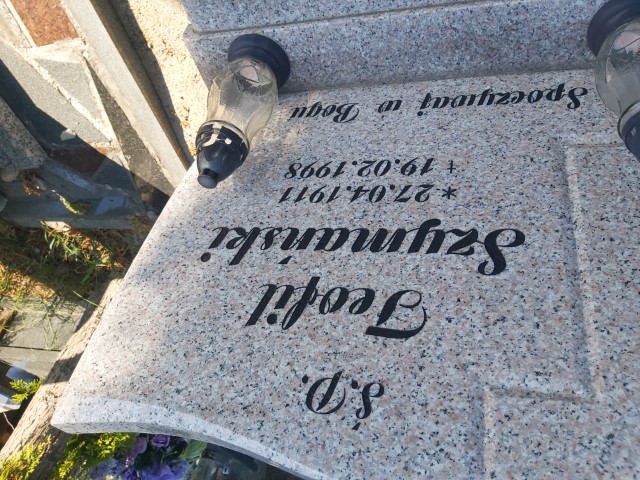 Ś.P.
Teofil
Szymański
* 27.04.1911
† 19.02.1998
Spoczywaj w Bogu